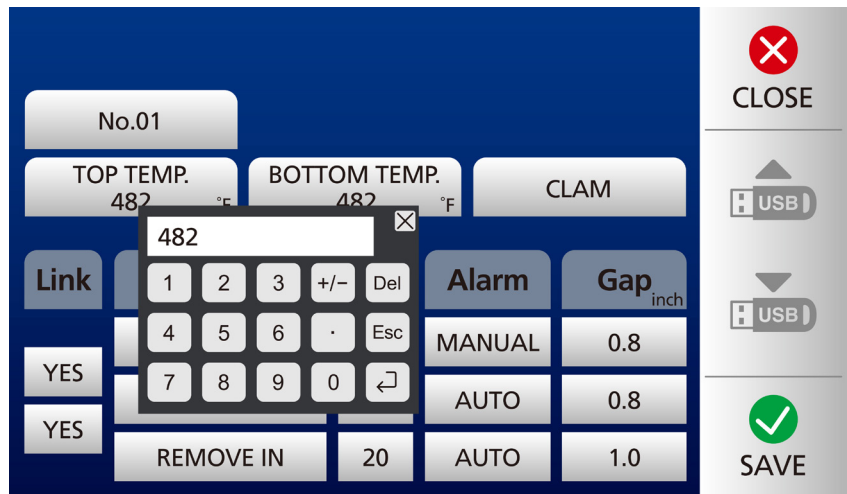 CLOSE
No.01
TOP TEMP.
482 °F
BOTTOM TEMP.
482 °F
CLAM
USB
482
Link
Alarm
Gap
inch
1 2 3 +/− Del
4 5 6 · Esc
7 8 9 0
USB
MANUAL 0.8
YES
AUTO 0.8
YES
REMOVE IN 20 AUTO 1.0
SAVE